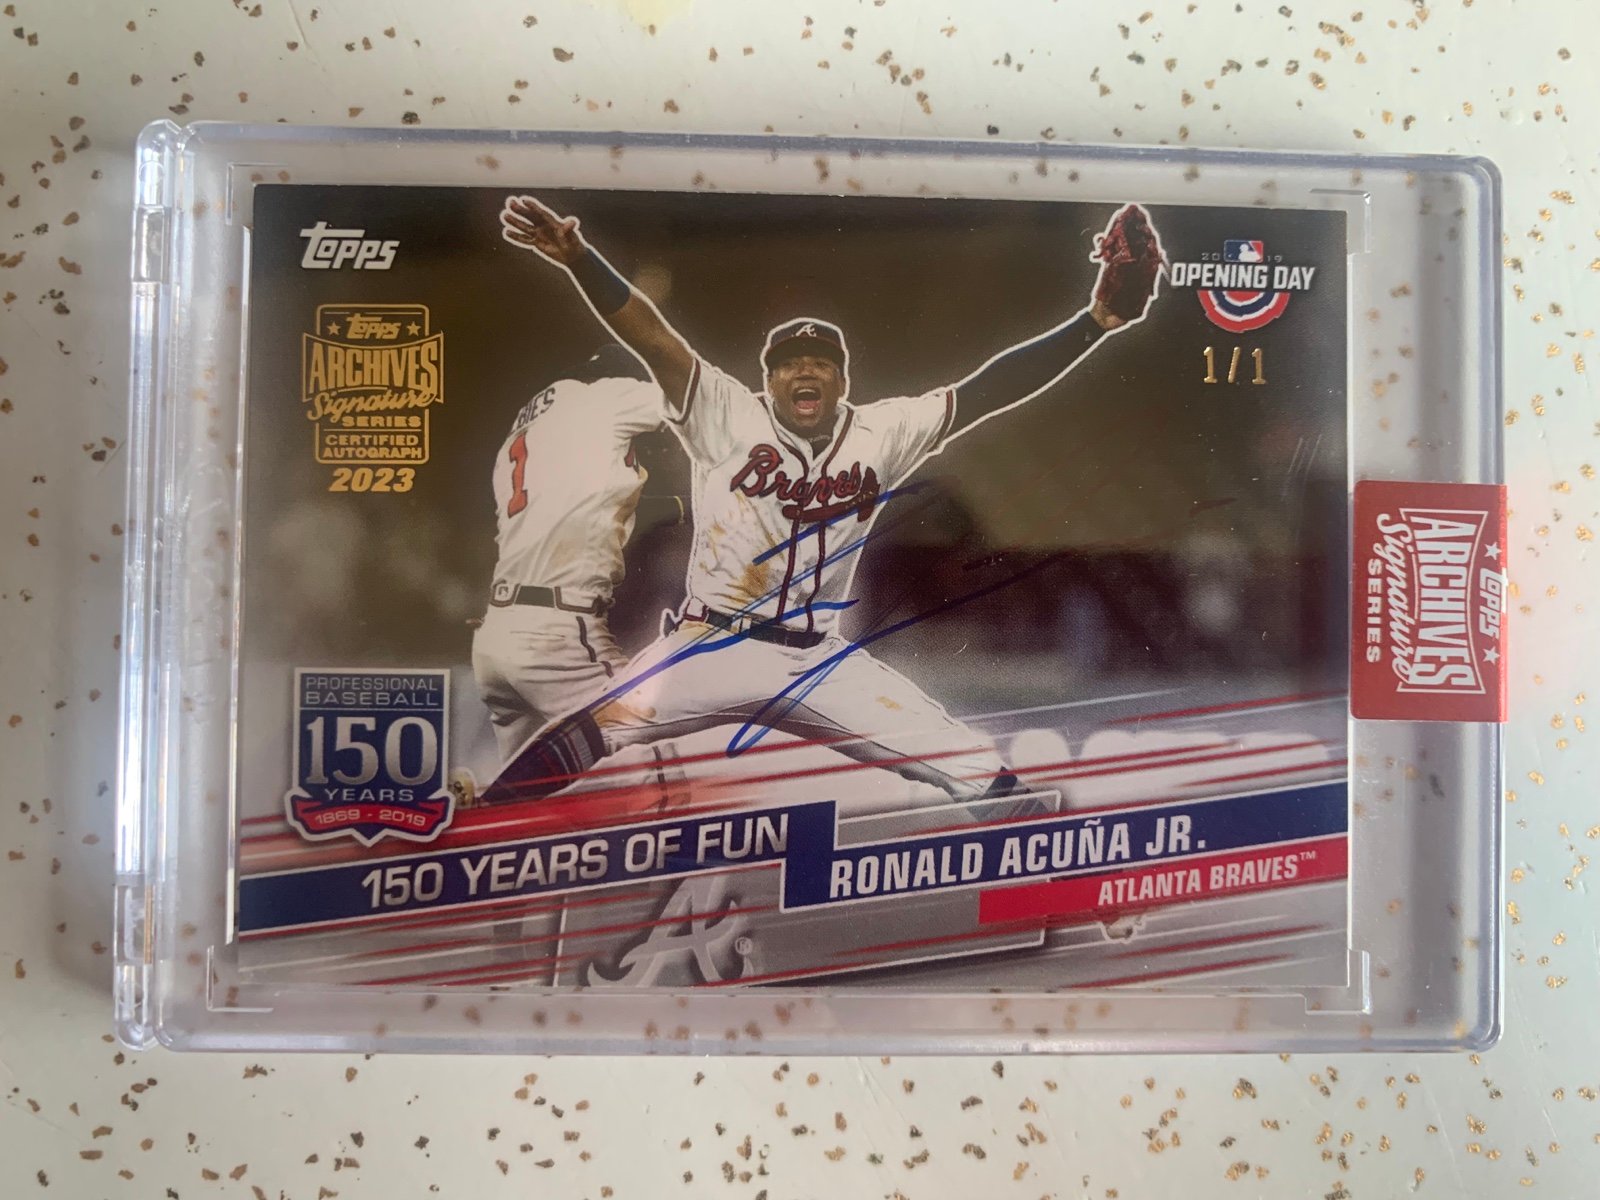 Topps
2019
OPENING DAY
1/1
Topps
ARCHIVES
Signature
SERIES
CERTIFIED
AUTOGRAPH
2023
1
Braves
A
PROFESSIONAL
BASEBALL
150
YEARS
1869 - 2019
150 YEARS OF FUN
RONALD ACUÑA JR.
ATLANTA BRAVES™
A®
Topps
ARCHIVES
Signature
SERIES